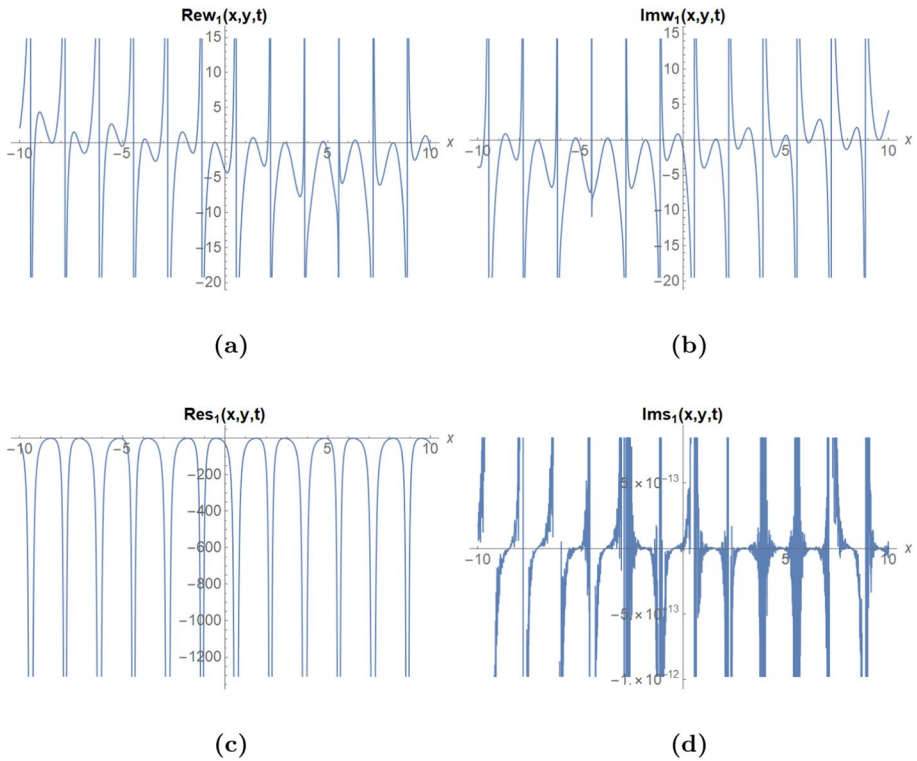 Rew₁(x,y,t)
15
10
5
-10 -5 5 10 x
-5
-10
-15
-20
(a)
Imw₁(x,y,t)
15
10
5
-10 -5 5 10 x
-5
-10
-15
-20
(b)
Res₁(x,y,t)
-10 -5 5 10 x
-200
-400
-600
-800
-1000
-1200
(c)
Ims₁(x,y,t)
5.×10⁻¹³
-10 5 10 x
-5.×10⁻¹³
-1.×10⁻¹²
(d)